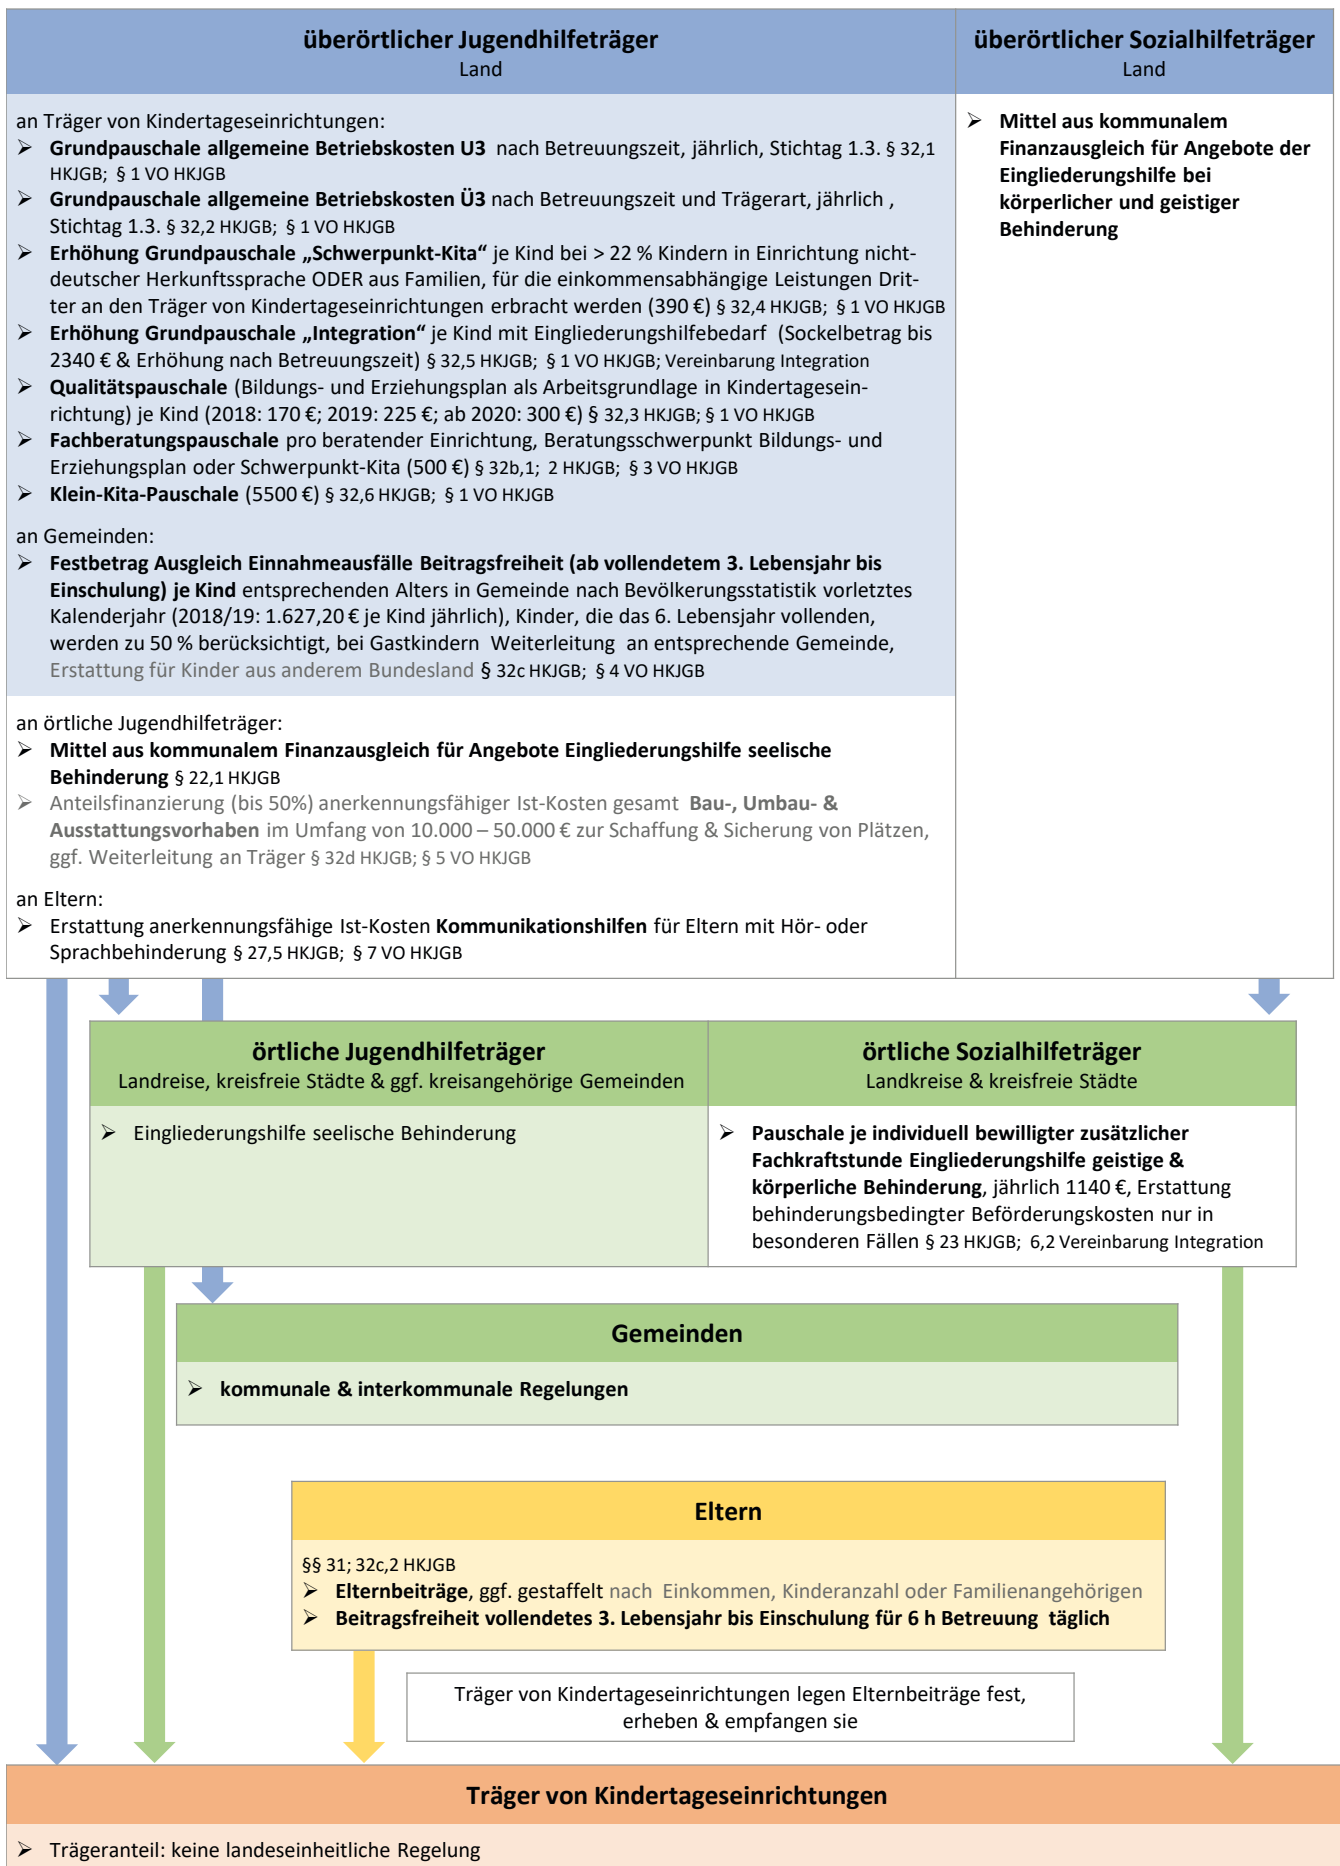 überörtlicher Jugendhilfeträger
Land
an Träger von Kindertageseinrichtungen:
➢ Grundpauschale allgemeine Betriebskosten U3 nach Betreuungszeit, jährlich, Stichtag 1.3. § 32,1
HKJGB; § 1 VO HKJGB
➢ Grundpauschale allgemeine Betriebskosten Ü3 nach Betreuungszeit und Trägerart, jährlich ,
Stichtag 1.3. § 32,2 HKJGB; § 1 VO HKJGB
➢ Erhöhung Grundpauschale „Schwerpunkt-Kita“ je Kind bei > 22 % Kindern in Einrichtung nicht-
deutscher Herkunftssprache ODER aus Familien, für die einkommensabhängige Leistungen Drit-
ter an den Träger von Kindertageseinrichtungen erbracht werden (390 €) § 32,4 HKJGB; § 1 VO HKJGB
➢ Erhöhung Grundpauschale „Integration“ je Kind mit Eingliederungshilfebedarf (Sockelbetrag bis
2340 € & Erhöhung nach Betreuungszeit) § 32,5 HKJGB; § 1 VO HKJGB; Vereinbarung Integration
➢ Qualitätspauschale (Bildungs- und Erziehungsplan als Arbeitsgrundlage in Kindertagesein-
richtung) je Kind (2018: 170 €; 2019: 225 €; ab 2020: 300 €) § 32,3 HKJGB; § 1 VO HKJGB
➢ Fachberatungspauschale pro beratender Einrichtung, Beratungsschwerpunkt Bildungs- und
Erziehungsplan oder Schwerpunkt-Kita (500 €) § 32b,1; 2 HKJGB; § 3 VO HKJGB
➢ Klein-Kita-Pauschale (5500 €) § 32,6 HKJGB; § 1 VO HKJGB
an Gemeinden:
➢ Festbetrag Ausgleich Einnahmeausfälle Beitragsfreiheit (ab vollendetem 3. Lebensjahr bis
Einschulung) je Kind entsprechenden Alters in Gemeinde nach Bevölkerungsstatistik vorletztes
Kalenderjahr (2018/19: 1.627,20 € je Kind jährlich), Kinder, die das 6. Lebensjahr vollenden,
werden zu 50 % berücksichtigt, bei Gastkindern Weiterleitung an entsprechende Gemeinde,
Erstattung für Kinder aus anderem Bundesland § 32c HKJGB; § 4 VO HKJGB
an örtliche Jugendhilfeträger:
➢ Mittel aus kommunalem Finanzausgleich für Angebote Eingliederungshilfe seelische
Behinderung § 22,1 HKJGB
➢ Anteilsfinanzierung (bis 50%) anerkennungsfähiger Ist-Kosten gesamt Bau-, Umbau- &
Ausstattungsvorhaben im Umfang von 10.000 – 50.000 € zur Schaffung & Sicherung von Plätzen,
ggf. Weiterleitung an Träger § 32d HKJGB; § 5 VO HKJGB
an Eltern:
➢ Erstattung anerkennungsfähige Ist-Kosten Kommunikationshilfen für Eltern mit Hör- oder
Sprachbehinderung § 27,5 HKJGB; § 7 VO HKJGB
überörtlicher Sozialhilfeträger
Land
➢ Mittel aus kommunalem
Finanzausgleich für Angebote der
Eingliederungshilfe bei
körperlicher und geistiger
Behinderung
örtliche Jugendhilfeträger
Landreise, kreisfreie Städte & ggf. kreisangehörige Gemeinden
➢ Eingliederungshilfe seelische Behinderung
örtliche Sozialhilfeträger
Landkreise & kreisfreie Städte
➢ Pauschale je individuell bewilligter zusätzlicher
Fachkraftstunde Eingliederungshilfe geistige &
körperliche Behinderung, jährlich 1140 €, Erstattung
behinderungsbedingter Beförderungskosten nur in
besonderen Fällen § 23 HKJGB; 6,2 Vereinbarung Integration
Gemeinden
➢ kommunale & interkommunale Regelungen
Eltern
§§ 31; 32c,2 HKJGB
➢ Elternbeiträge, ggf. gestaffelt nach Einkommen, Kinderanzahl oder Familienangehörigen
➢ Beitragsfreiheit vollendetes 3. Lebensjahr bis Einschulung für 6 h Betreuung täglich
Träger von Kindertageseinrichtungen legen Elternbeiträge fest,
erheben & empfangen sie
Träger von Kindertageseinrichtungen
➢ Trägeranteil: keine landeseinheitliche Regelung